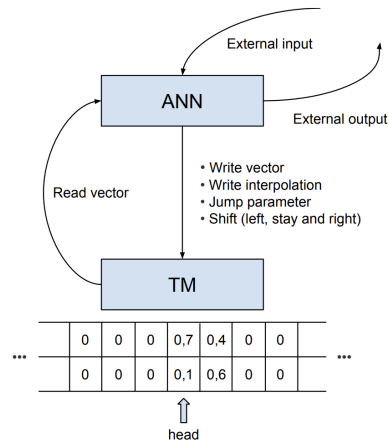 External input
ANN
External output
• Write vector
• Write interpolation
• Jump parameter
• Shift (left, stay and right)
Read vector
TM
••• 0 0 0 0,7 0,4 0 0 •••
0 0 0 0,1 0,6 0 0
head